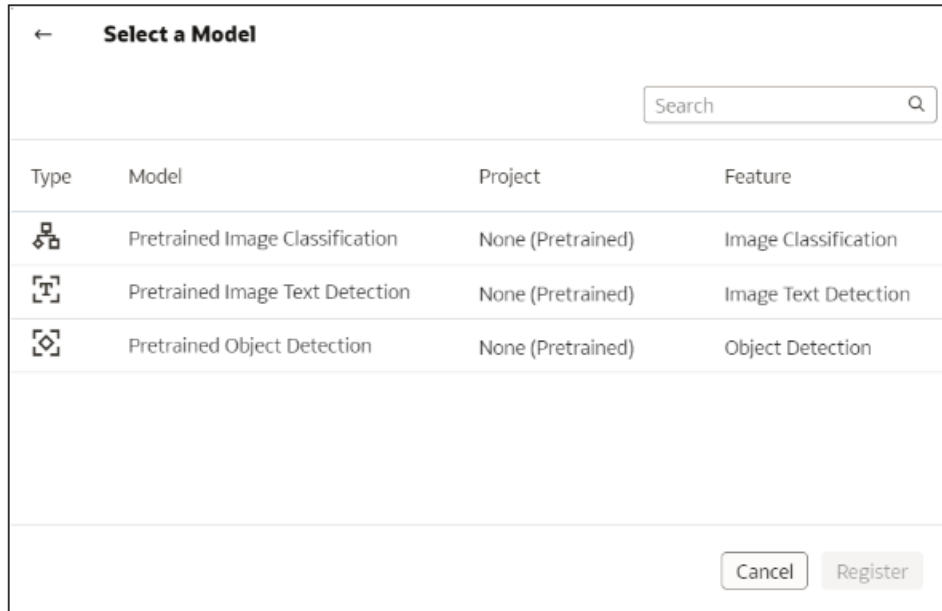 Select a Model
Search
Type Model Project Feature
Pretrained Image Classification None (Pretrained) Image Classification
Pretrained Image Text Detection None (Pretrained) Image Text Detection
Pretrained Object Detection None (Pretrained) Object Detection
Cancel Register